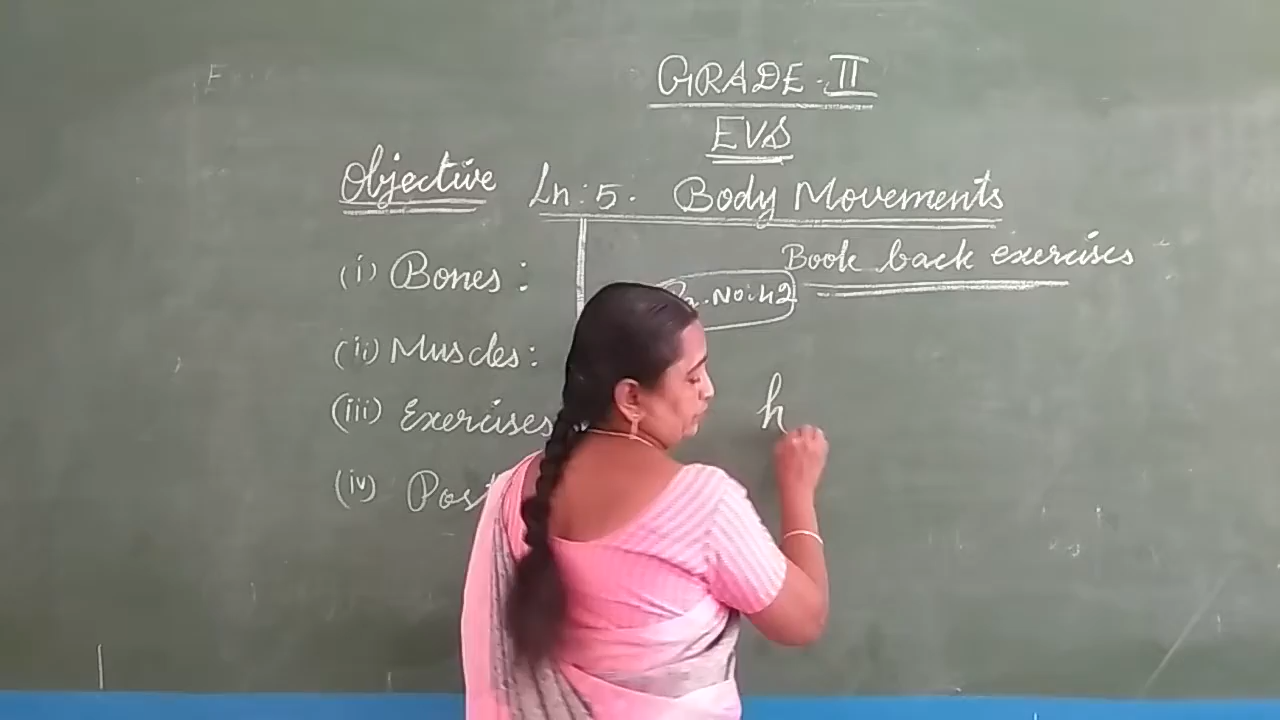 GRADE-II
EVS
Objective Ln:5. Body Movements
Book back exercises
(i) Bones:
No:42
(ii) Muscles:
h
(iii) Exercises
(iv)